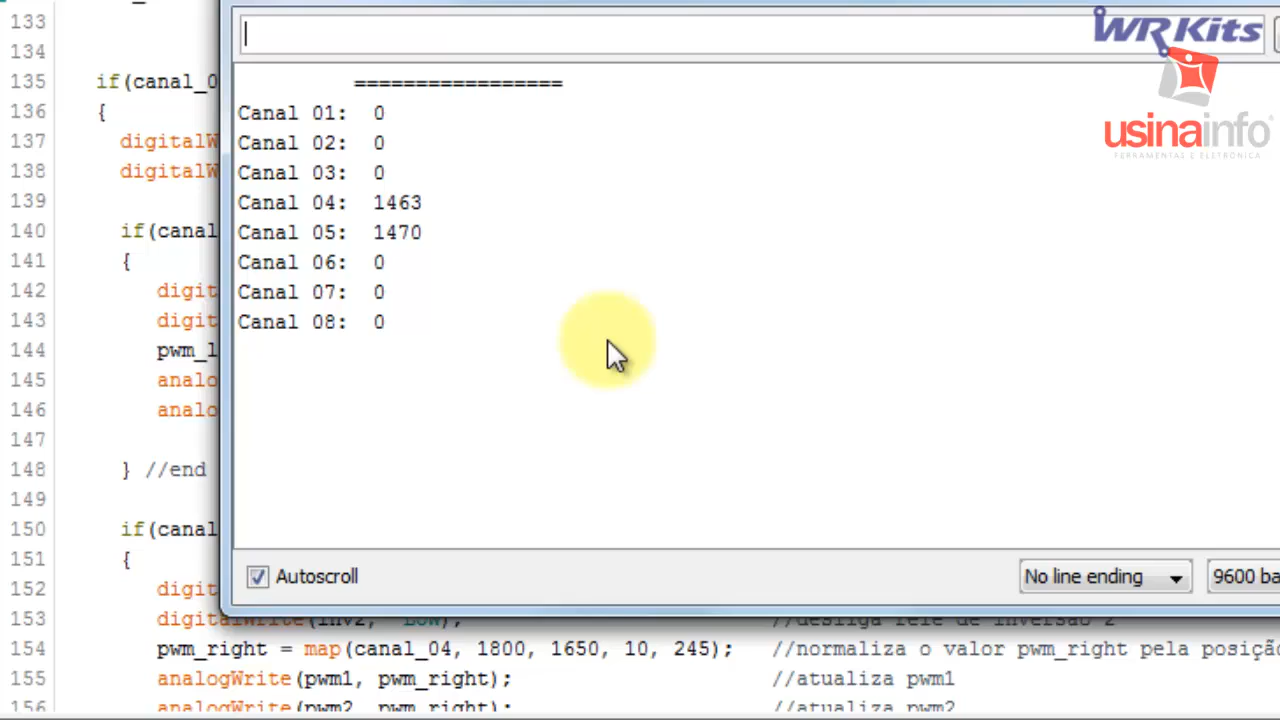 WR Kits
usinainfo
FERRAMENTAS E ELETRÔNICA
=================
Canal 01: 0
Canal 02: 0
Canal 03: 0
Canal 04: 1463
Canal 05: 1470
Canal 06: 0
Canal 07: 0
Canal 08: 0
Autoscroll
No line ending
9600 ba
133
134
135 if(canal_0
136 {
137 digitalW
138 digitalW
139
140 if(canal
141 {
142 digit
143 digit
144 pwm_l
145 analo
146 analo
147
148 } //end
149
150 if(canal
151 {
152 digit
153 digitalWrite(inv2, LOW); //desliga relé de inversão 2
154 pwm_right = map(canal_04, 1800, 1650, 10, 245); //normaliza o valor pwm_right pela posiçã
155 analogWrite(pwm1, pwm_right); //atualiza pwm1
156 analogWrite(pwm2, pwm_right); //atualiza pwm2